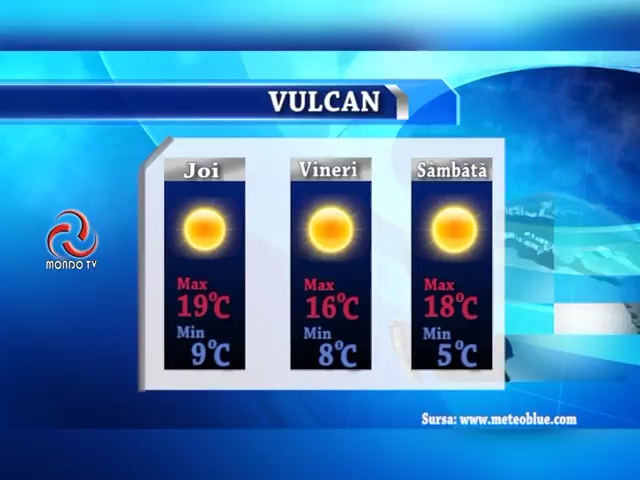 VULCAN
Joi
Vineri
Sâmbătă
Max
19°C
Min
9°C
Max
16°C
Min
8°C
Max
18°C
Min
5°C
MONDO TV
Sursa: www.meteoblue.com